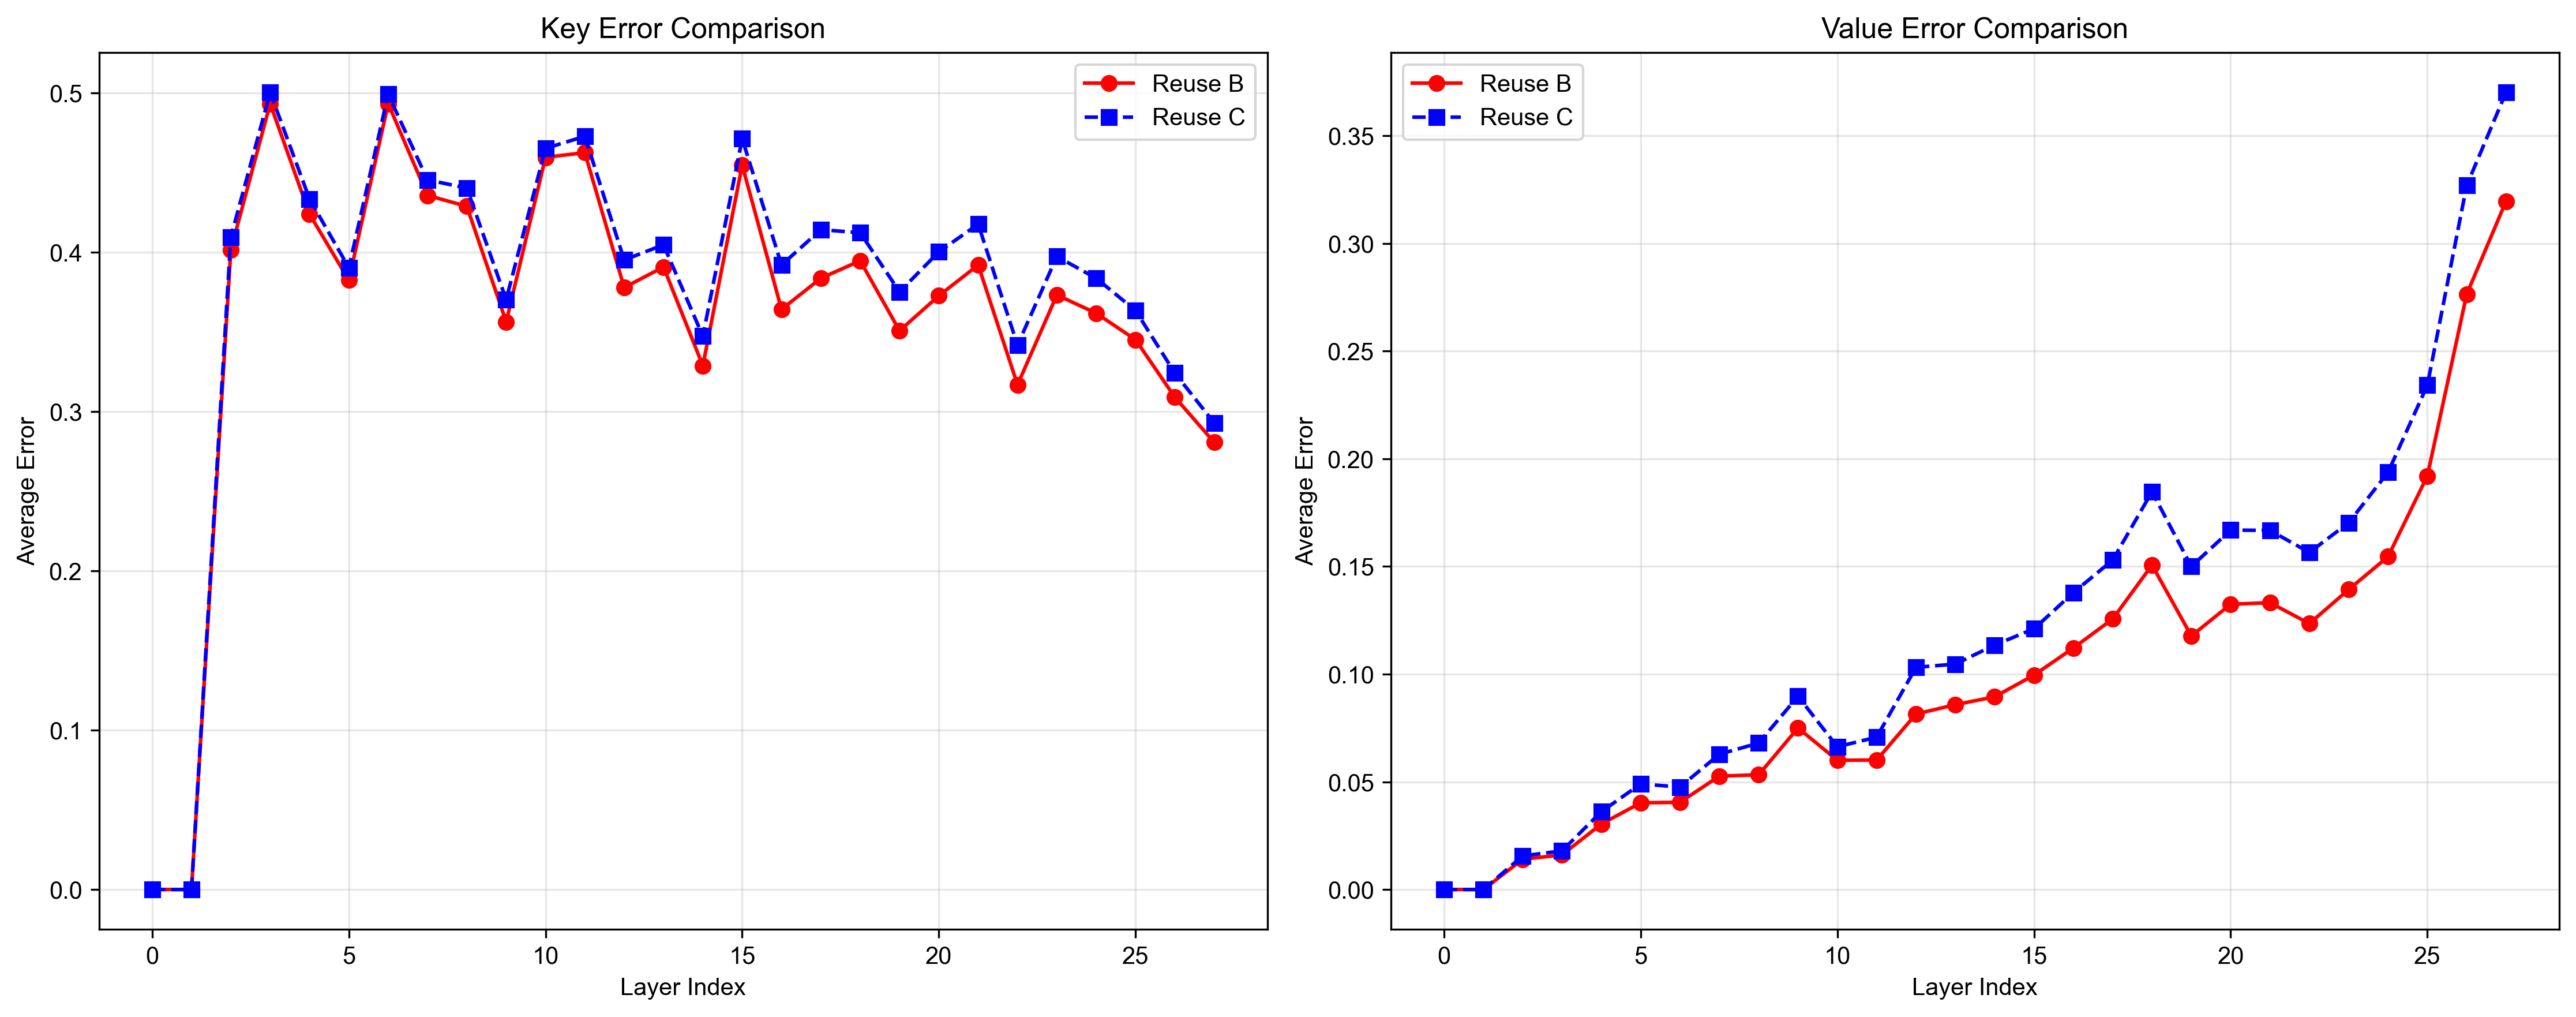 Key Error Comparison
Reuse B
Reuse C
0.5
0.4
0.3
0.2
0.1
0.0
Average Error
0 5 10 15 20 25
Layer Index
Value Error Comparison
Reuse B
Reuse C
0.35
0.30
0.25
0.20
0.15
0.10
0.05
0.00
Average Error
0 5 10 15 20 25
Layer Index